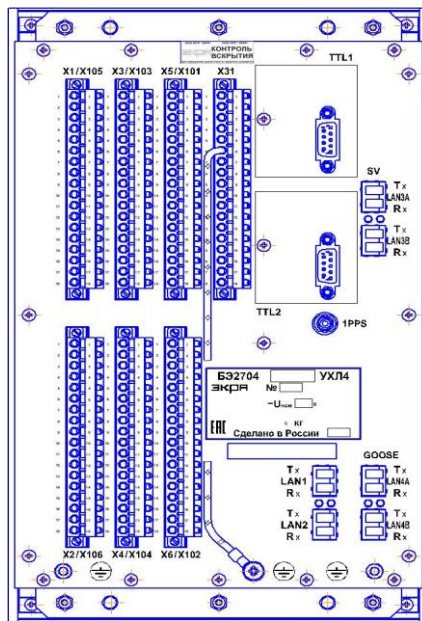 КОНТРОЛЬ
ВСКРЫТИЯ
X1/X105 X3/X103 X5/X101 X31
TTL1
SV
Tx
LAN3A
Rx
Tx
LAN3B
Rx
TTL2
1PPS
БЭ2704 УХЛ4
ЭКРА №
EAC кг
Сделано в России
GOOSE
Tx Tx
LAN1 LAN4A
Rx Rx
Tx Tx
LAN2 LAN4B
Rx Rx
X2/X106 X4/X104 X6/X102